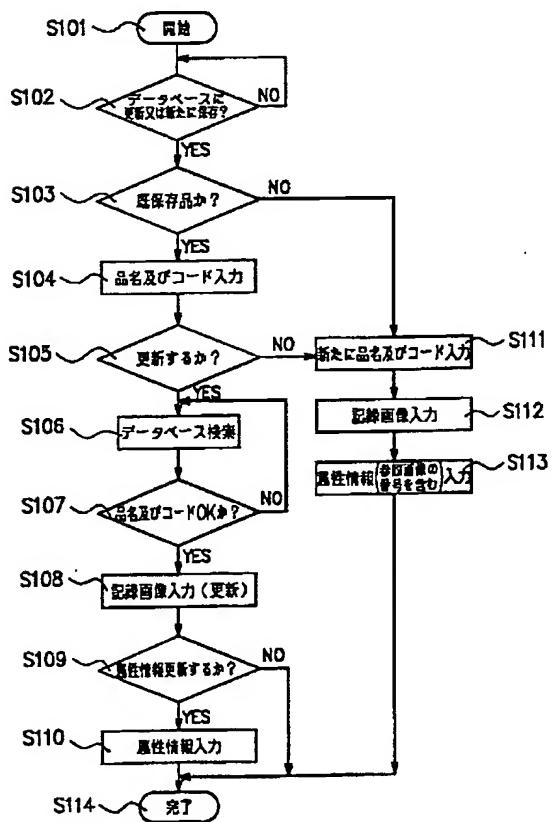 S101
開始
S102
データベースに
更新又は新たに保存?
NO
YES
S103
既保存品か?
NO
YES
S104
品名及びコード入力
S105
更新するか?
NO
YES
S111
新たに品名及びコード入力
S106
データベース検索
S112
記録画像入力
S107
品名及びコードOKか?
NO
YES
S113
属性情報(参照画像の
番号を含む)入力
S108
記録画像入力(更新)
S109
属性情報更新するか?
NO
YES
S110
属性情報入力
S114
完了